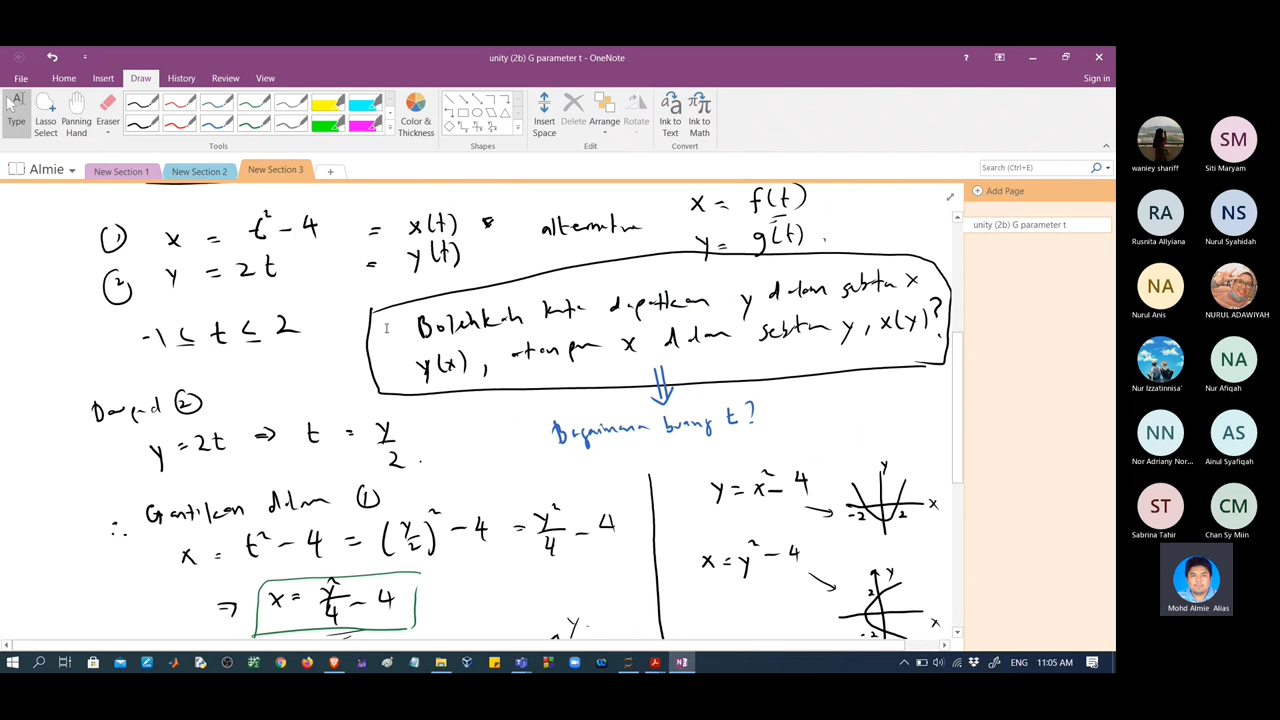 unity (2b) G parameter t - OneNote
File Home Insert Draw History Review View
Sign in
Type
Lasso Select
Panning Hand
Eraser
Color & Thickness
Insert Space
Delete
Arrange
Rotate
Ink to Text
Ink to Math
Tools
Shapes
Edit
Convert
Almie
New Section 1
New Section 2
New Section 3
Search (Ctrl+E)
Add Page
unity (2b) G parameter t
① x = t² - 4 = x(t) alternative x = f(t)
② y = 2t = y(t) y = g(t).
-1 ≤ t ≤ 2
Bolehkah kita dapatkan y dalam sebutan x
y(x), ataupun x dalam sebutan y, x(y)?
⇓
Bagaimana buang t?
Daripad ②
y = 2t ⇒ t = y/2.
∴ Gantikan dalam ①
x = t² - 4 = (y/2)² - 4 = y²/4 - 4
⇒ x = y²/4 - 4
y = x² - 4
y
-2 2 x
x = y² - 4
y
2
x
-2
y
waniey shariff
SM
Siti Maryam
RA
Rusnita Allyiana
NS
Nurul Syahidah
NA
Nurul Anis
NURUL ADAWIYAH
Nur Izzatinnisa'
NA
Nur Afiqah
NN
Nor Adriany Nor...
AS
Ainul Syafiqah
ST
Sabrina Tahir
CM
Chan Sy Miin
Mohd Almie Alias
ENG 11:05 AM